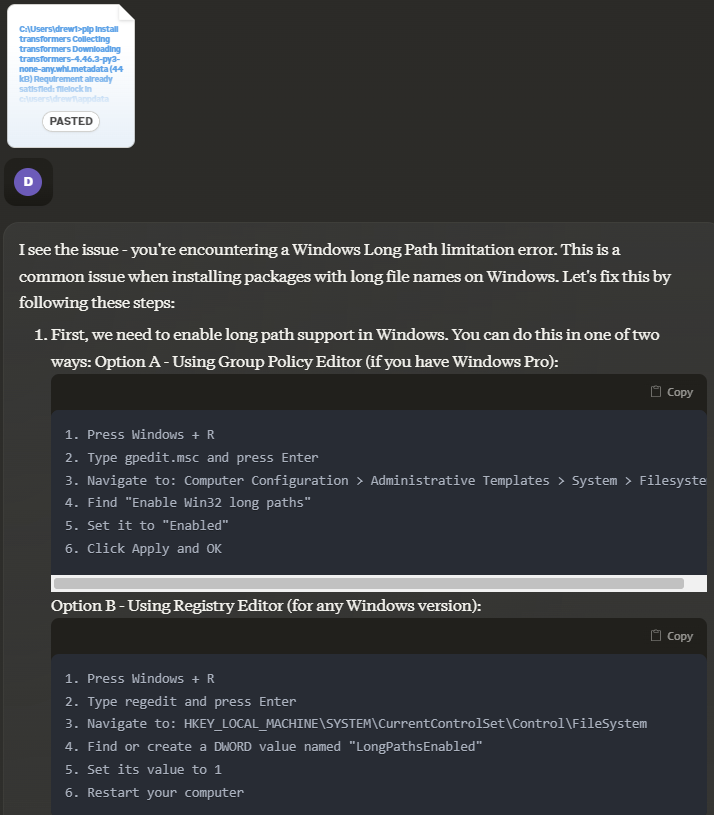 C:\Users\drew1>pip install
transformers Collecting
transformers Downloading
transformers-4.46.3-py3-
none-any.whl.metadata (44
kB) Requirement already
satisfied: filelock in
c:\users\drew1\appdata
PASTED
D
I see the issue - you're encountering a Windows Long Path limitation error. This is a
common issue when installing packages with long file names on Windows. Let's fix this by
following these steps:
1. First, we need to enable long path support in Windows. You can do this in one of two
ways: Option A - Using Group Policy Editor (if you have Windows Pro):
Copy
1. Press Windows + R
2. Type gpedit.msc and press Enter
3. Navigate to: Computer Configuration > Administrative Templates > System > Filesyste
4. Find "Enable Win32 long paths"
5. Set it to "Enabled"
6. Click Apply and OK
Option B - Using Registry Editor (for any Windows version):
Copy
1. Press Windows + R
2. Type regedit and press Enter
3. Navigate to: HKEY_LOCAL_MACHINE\SYSTEM\CurrentControlSet\Control\FileSystem
4. Find or create a DWORD value named "LongPathsEnabled"
5. Set its value to 1
6. Restart your computer